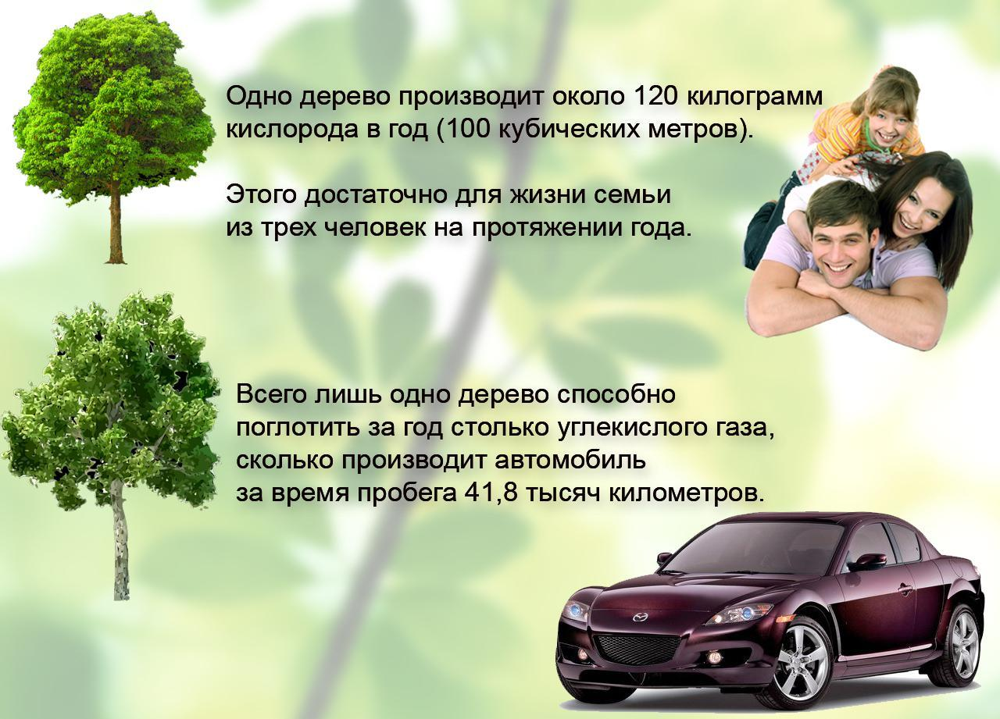 Одно дерево производит около 120 килограмм
кислорода в год (100 кубических метров).
Этого достаточно для жизни семьи
из трех человек на протяжении года.
Всего лишь одно дерево способно
поглотить за год столько углекислого газа,
сколько производит автомобиль
за время пробега 41,8 тысяч километров.